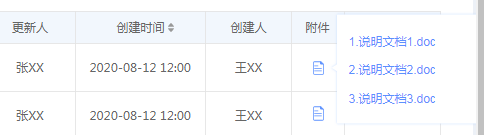 更新人 创建时间 创建人 附件
张XX 2020-08-12 12:00 王XX
张XX 2020-08-12 12:00 王XX
1.说明文档1.doc
2.说明文档2.doc
3.说明文档3.doc